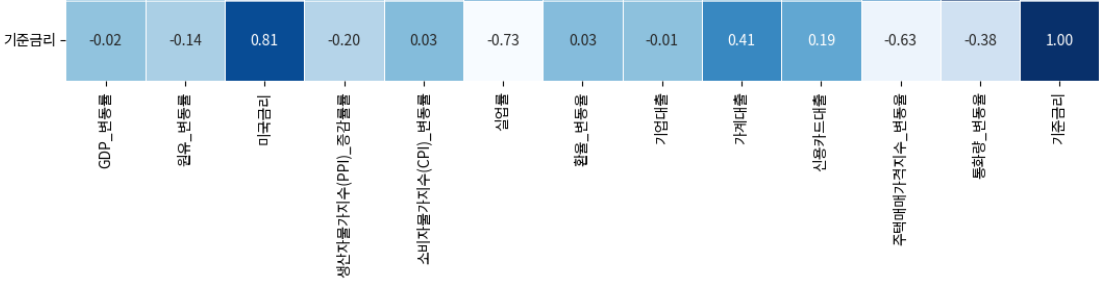 기준금리
-0.02 -0.14 0.81 -0.20 0.03 -0.73 0.03 -0.01 0.41 0.19 -0.63 -0.38 1.00
GDP_변동률
원유_변동률
미국금리
생산자물가지수(PPI)_증감률률
소비자물가지수(CPI)_변동률
실업률
환율_변동율
기업대출
가계대출
신용카드대출
주택매매가격지수_변동율
통화량_변동율
기준금리